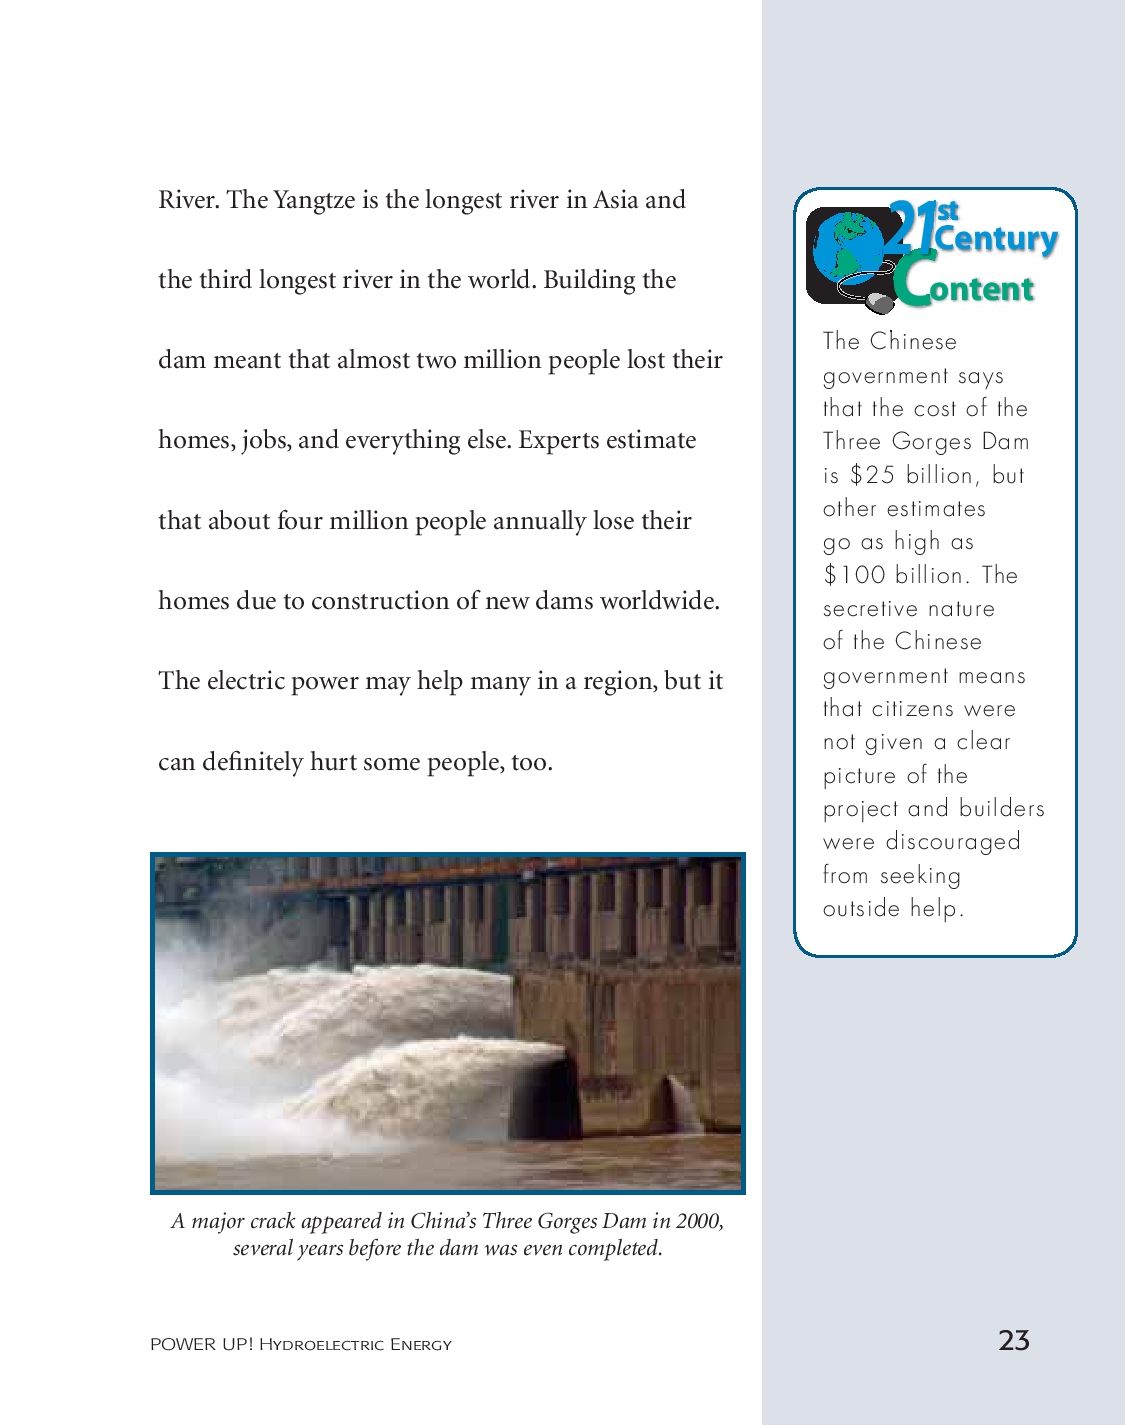 River. The Yangtze is the longest river in Asia and
the third longest river in the world. Building the
dam meant that almost two million people lost their
homes, jobs, and everything else. Experts estimate
that about four million people annually lose their
homes due to construction of new dams worldwide.
The electric power may help many in a region, but it
can definitely hurt some people, too.
A major crack appeared in China's Three Gorges Dam in 2000,
several years before the dam was even completed.
21st
Century
Content
The Chinese
government says
that the cost of the
Three Gorges Dam
is $25 billion, but
other estimates
go as high as
$100 billion. The
secretive nature
of the Chinese
government means
that citizens were
not given a clear
picture of the
project and builders
were discouraged
from seeking
outside help.
POWER UP! Hydroelectric Energy
23